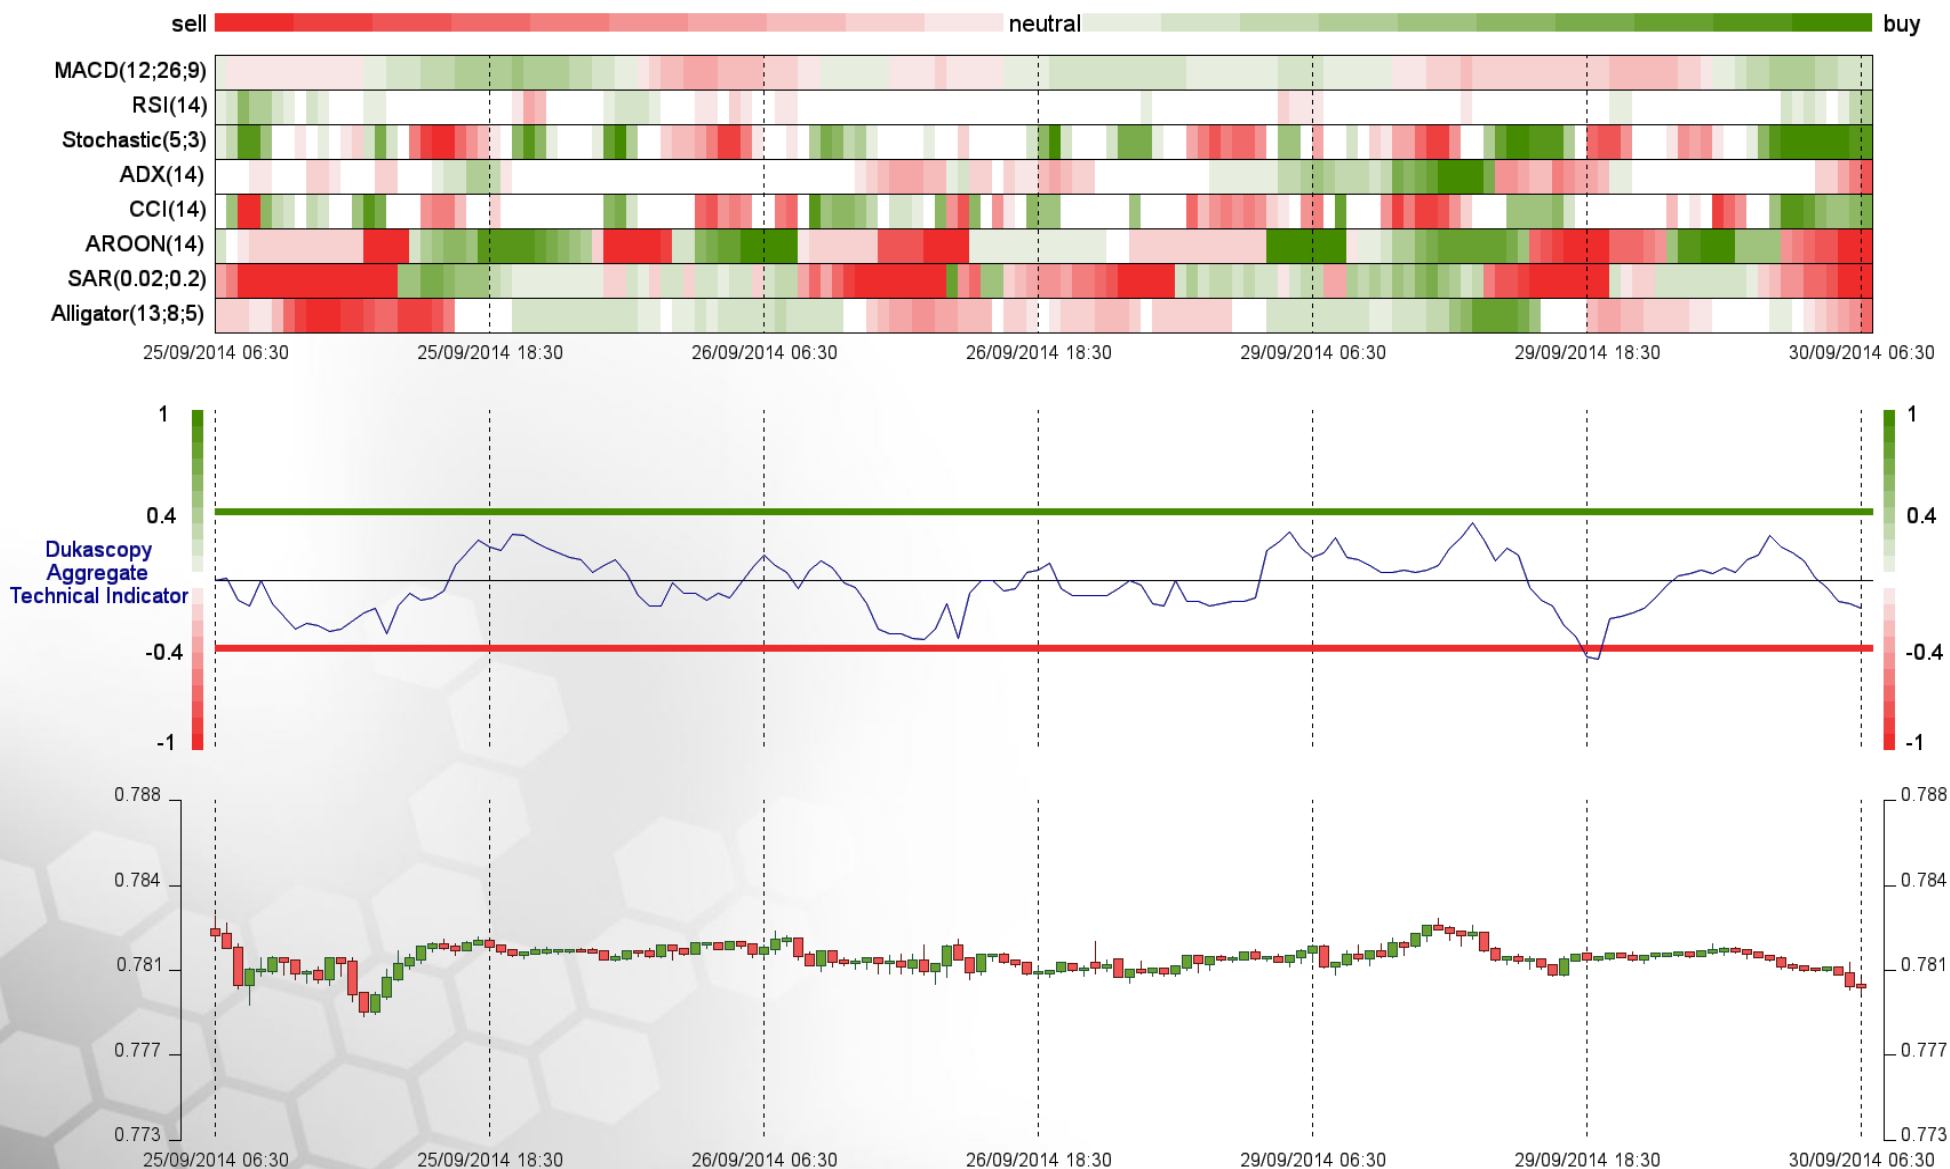 sell neutral buy
MACD(12;26;9)
RSI(14)
Stochastic(5;3)
ADX(14)
CCI(14)
AROON(14)
SAR(0.02;0.2)
Alligator(13;8;5)
25/09/2014 06:30 25/09/2014 18:30 26/09/2014 06:30 26/09/2014 18:30 29/09/2014 06:30 29/09/2014 18:30 30/09/2014 06:30
1 1
0.4 0.4
Dukascopy
Aggregate
Technical Indicator
-0.4 -0.4
-1 -1
0.788 0.788
0.784 0.784
0.781 0.781
0.777 0.777
0.773 0.773
25/09/2014 06:30 25/09/2014 18:30 26/09/2014 06:30 26/09/2014 18:30 29/09/2014 06:30 29/09/2014 18:30 30/09/2014 06:30